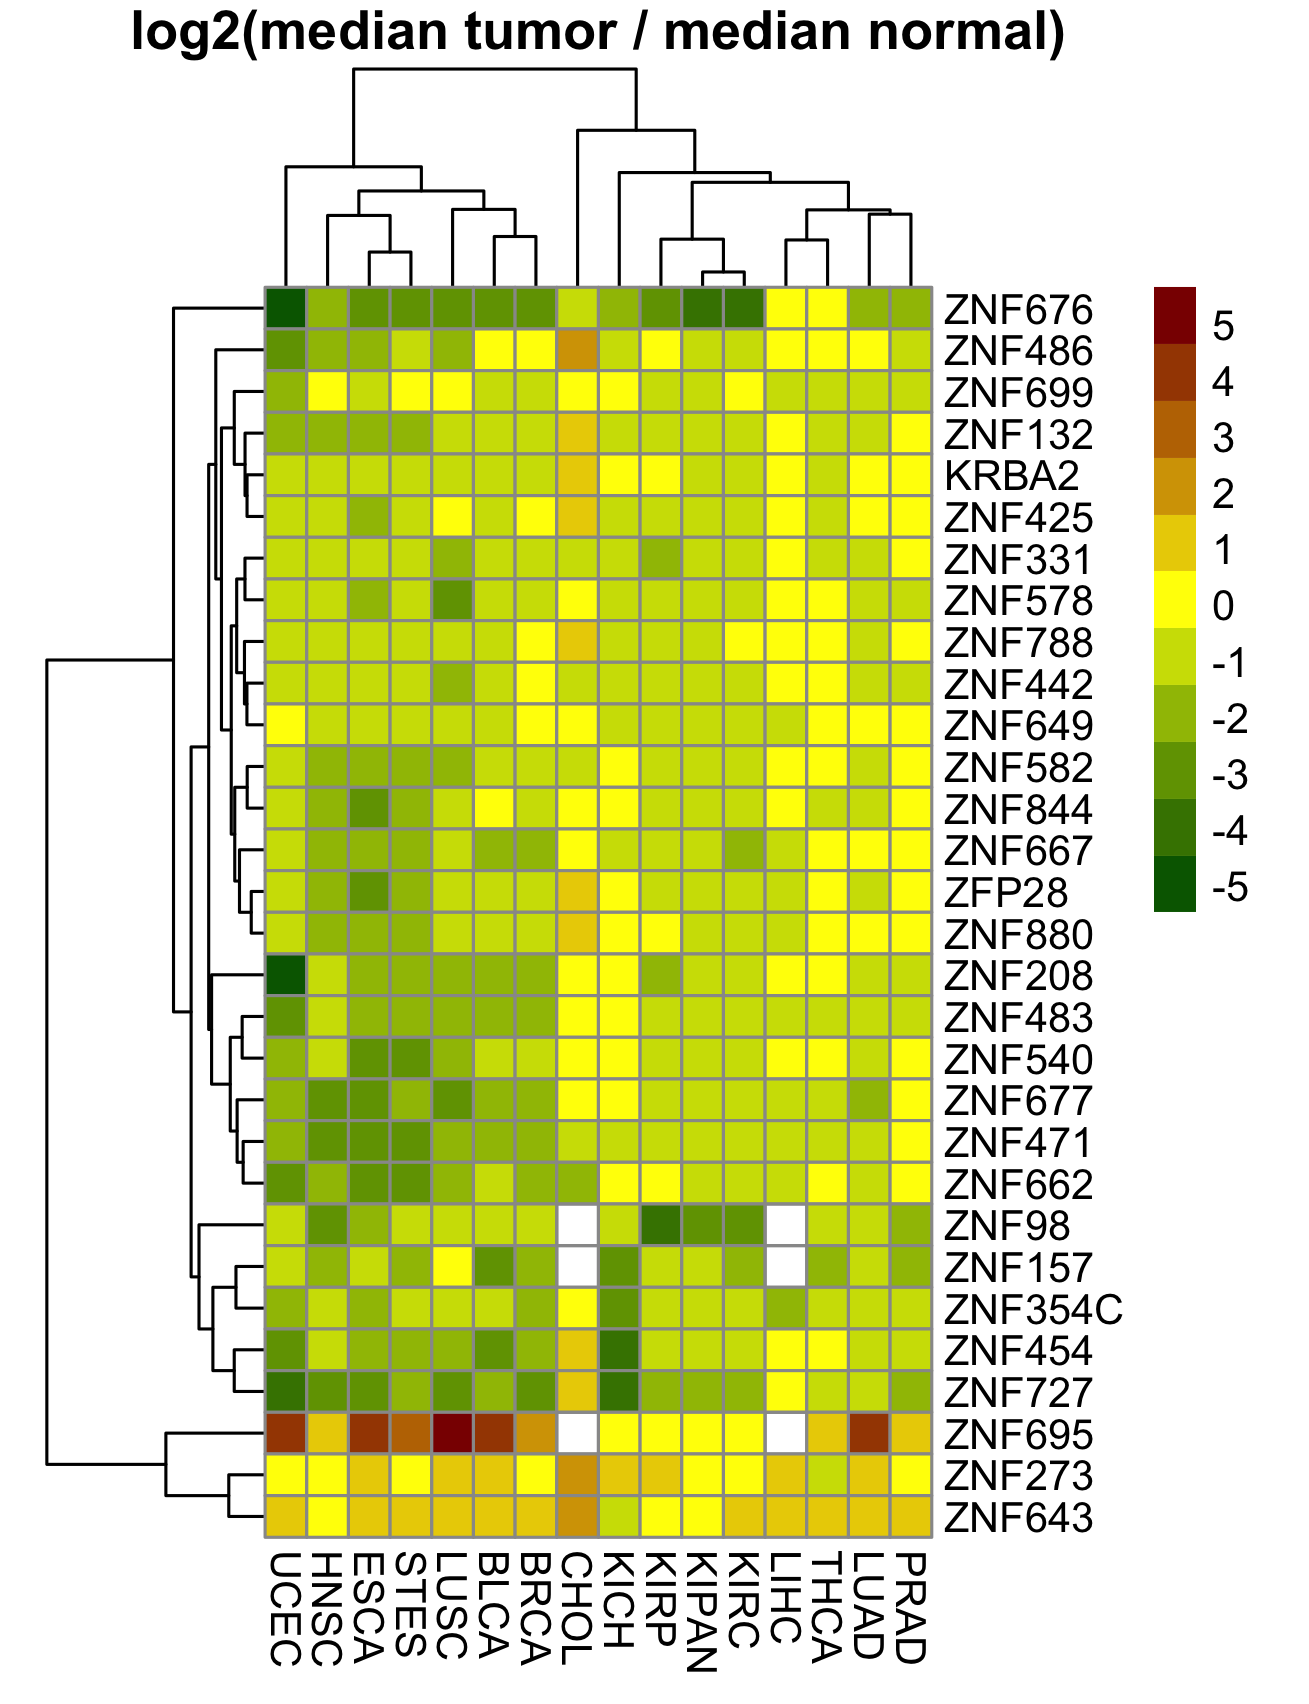 log2(median tumor / median normal)
ZNF676
ZNF486
ZNF699
ZNF132
KRBA2
ZNF425
ZNF331
ZNF578
ZNF788
ZNF442
ZNF649
ZNF582
ZNF844
ZNF667
ZFP28
ZNF880
ZNF208
ZNF483
ZNF540
ZNF677
ZNF471
ZNF662
ZNF98
ZNF157
ZNF354C
ZNF454
ZNF727
ZNF695
ZNF273
ZNF643
5
4
3
2
1
0
-1
-2
-3
-4
-5
UCEC
HNSC
ESCA
STES
LUSC
BLCA
BRCA
CHOL
KICH
KIRP
KIPAN
KIRC
LIHC
THCA
LUAD
PRAD